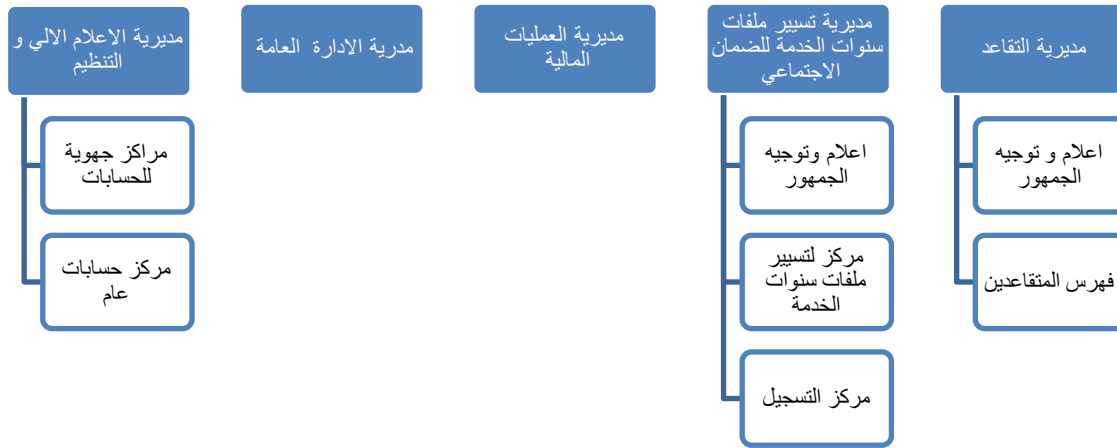 مديرية التقاعد
اعلام و توجيه
الجمهور
فهرس المتقاعدين
مديرية تسيير ملفات
سنوات الخدمة للضمان
الاجتماعي
اعلام وتوجيه
الجمهور
مركز لتسيير
ملفات سنوات
الخدمة
مركز التسجيل
مديرية العمليات
المالية
مدرية الادارة العامة
مديرية الاعلام الالي و
التنظيم
مراكز جهوية
للحسابات
مركز حسابات
عام